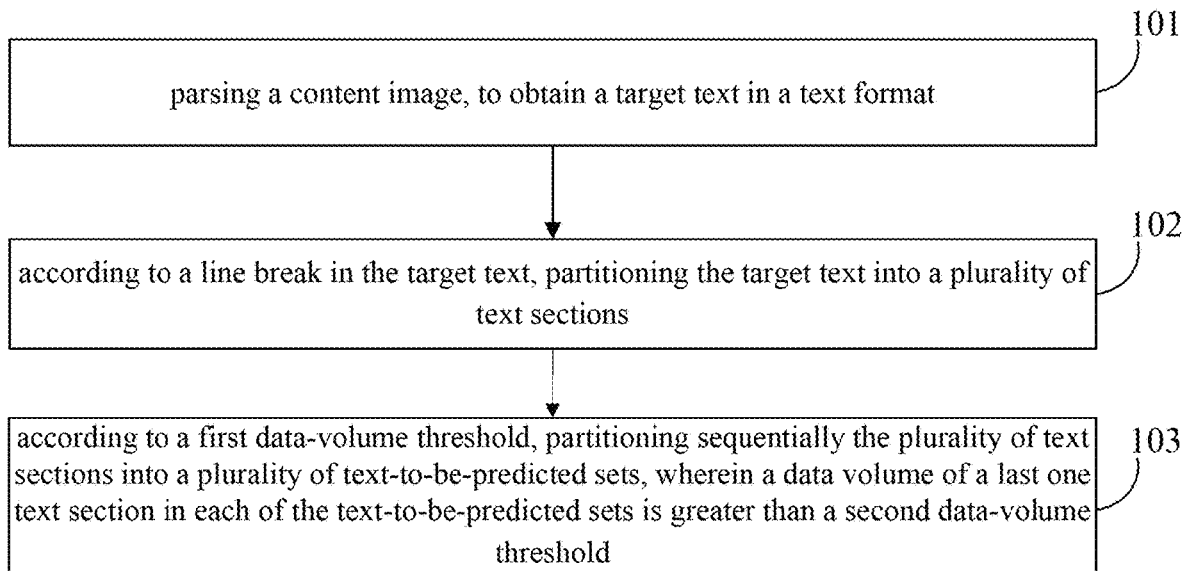 101
parsing a content image, to obtain a target text in a text format
102
according to a line break in the target text, partitioning the target text into a plurality of
text sections
103
according to a first data-volume threshold, partitioning sequentially the plurality of text
sections into a plurality of text-to-be-predicted sets, wherein a data volume of a last one
text section in each of the text-to-be-predicted sets is greater than a second data-volume
threshold